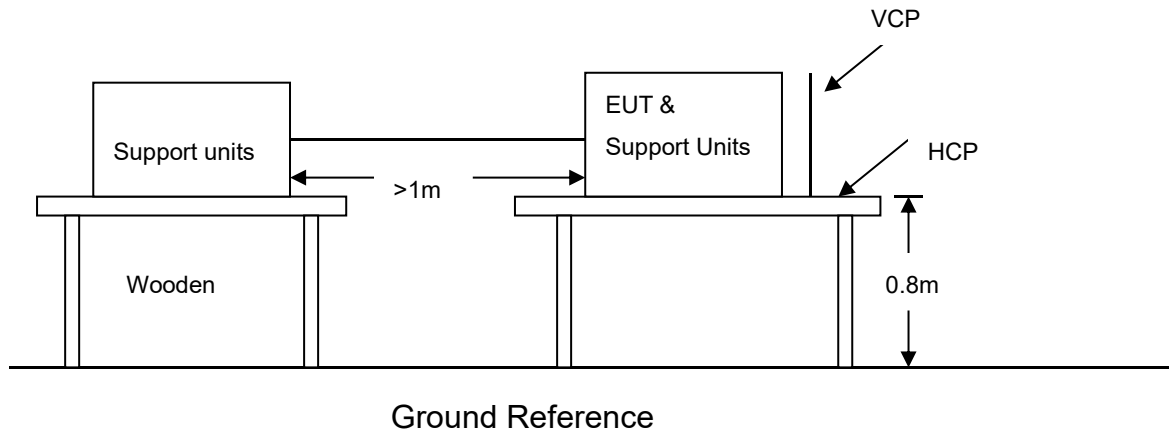 VCP
EUT &
Support Units
Support units
HCP
>1m
Wooden
0.8m
Ground Reference